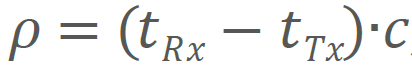 ρ = (t_Rx − t_Tx)·c